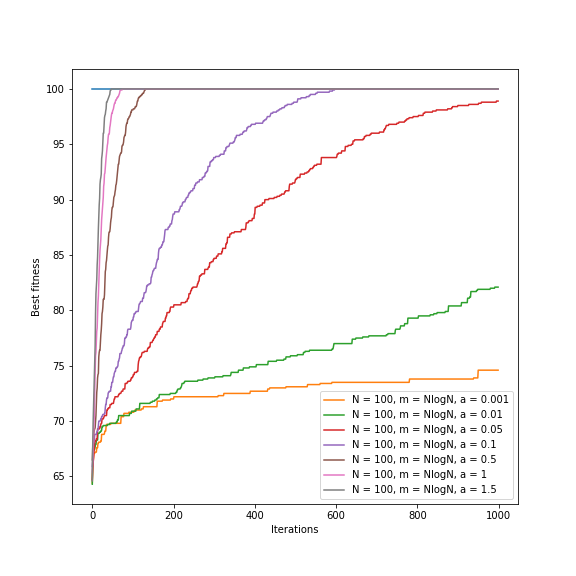 100
95
90
85
80
75
70
65
Best fitness
N = 100, m = NlogN, a = 0.001
N = 100, m = NlogN, a = 0.01
N = 100, m = NlogN, a = 0.05
N = 100, m = NlogN, a = 0.1
N = 100, m = NlogN, a = 0.5
N = 100, m = NlogN, a = 1
N = 100, m = NlogN, a = 1.5
0 200 400 600 800 1000
Iterations